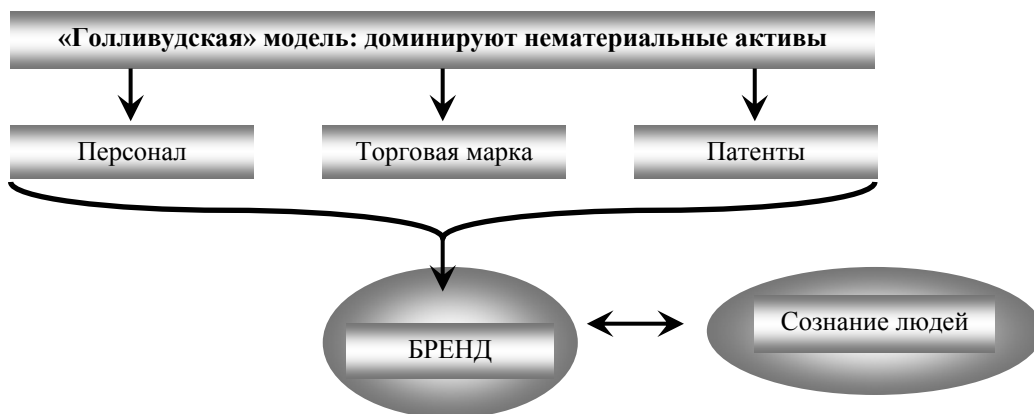 «Голливудская» модель: доминируют нематериальные активы
Персонал
Торговая марка
Патенты
БРЕНД
Сознание людей